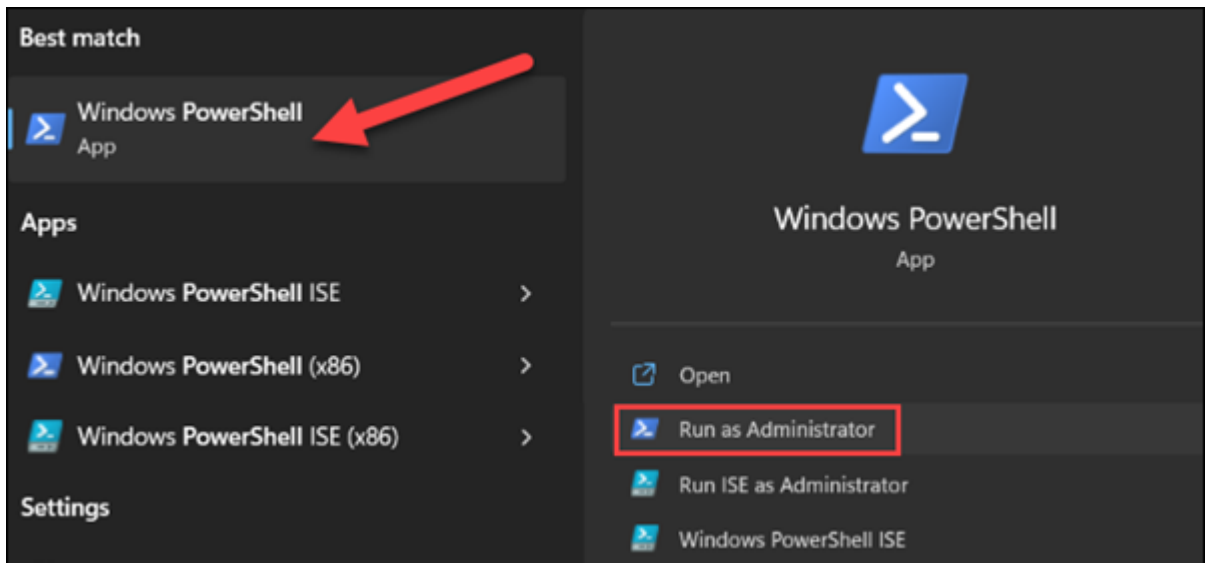 Best match
Windows PowerShell
App
Apps
Windows PowerShell ISE
Windows PowerShell (x86)
Windows PowerShell ISE (x86)
Settings
Windows PowerShell
App
Open
Run as Administrator
Run ISE as Administrator
Windows PowerShell ISE